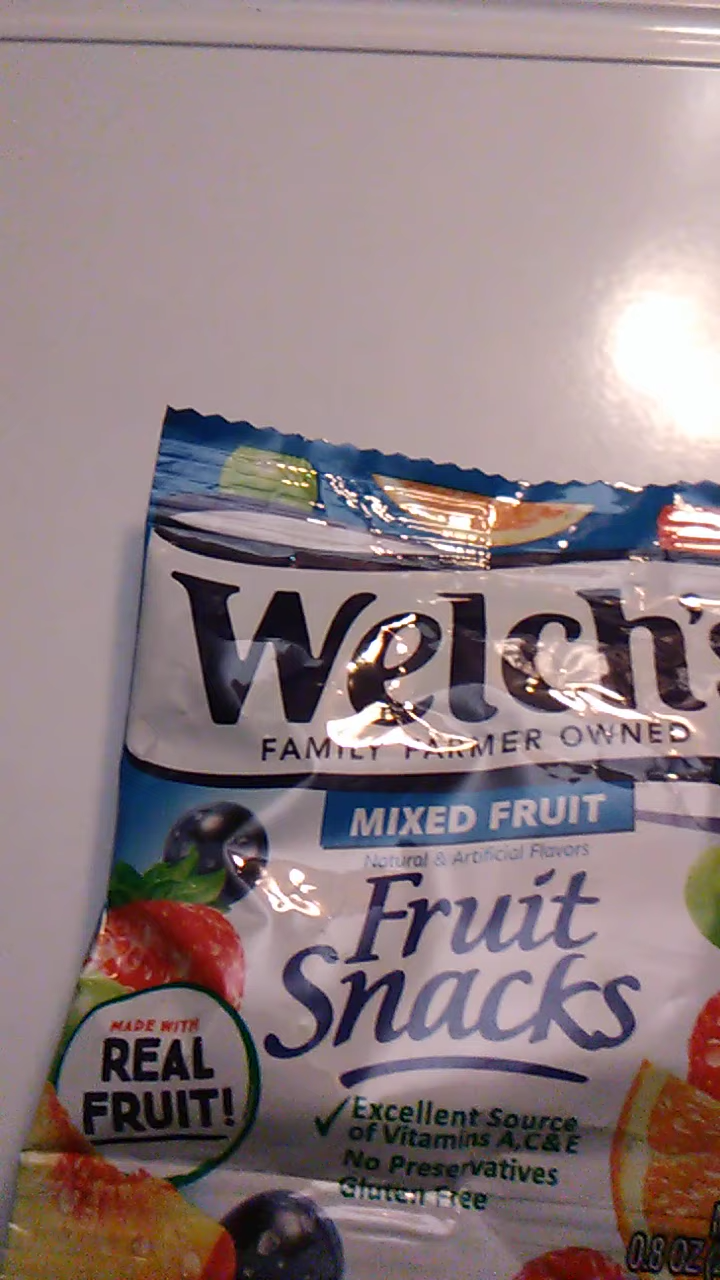 Welch's
FAMILY FARMER OWNED
MIXED FRUIT
Natural & Artificial Flavors
Fruit
Snacks
MADE WITH
REAL
FRUIT!
✓ Excellent Source
of Vitamins A,C&E
No Preservatives
Gluten Free
0.8 OZ